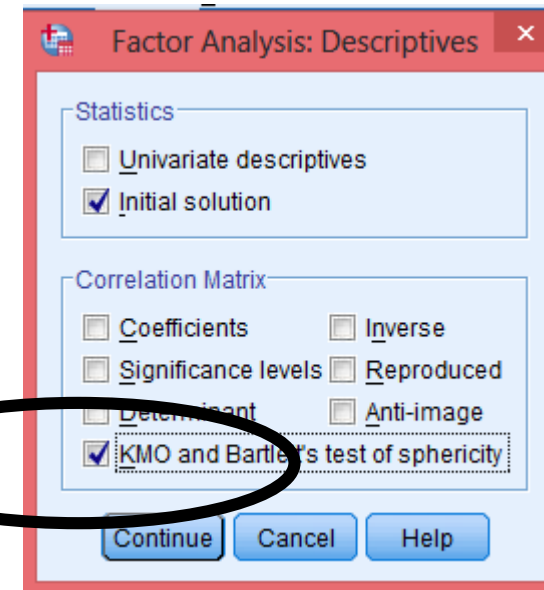 Factor Analysis: Descriptives
Statistics
Univariate descriptives
Initial solution
Correlation Matrix
Coefficients Inverse
Significance levels Reproduced
Determinant Anti-image
KMO and Bartlett's test of sphericity
Continue Cancel Help